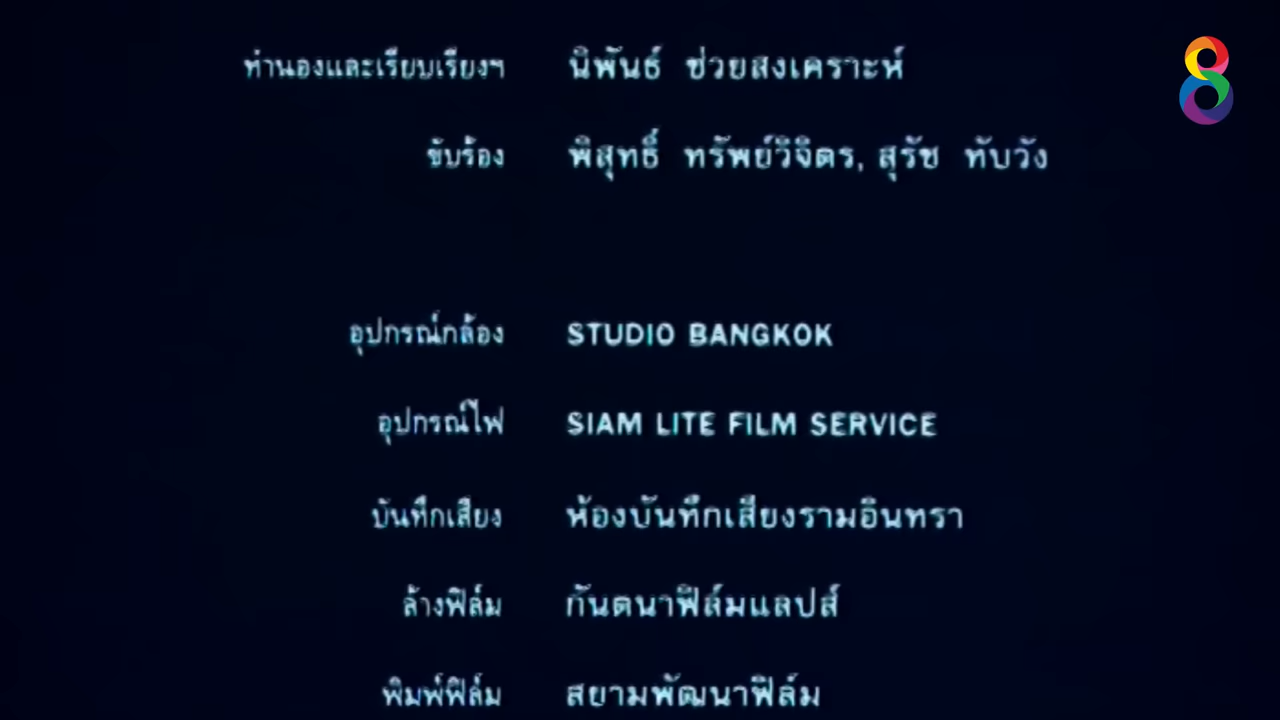 ทำนองและเรียบเรียงฯ นิพันธ์ ช่วยสงเคราะห์
ขับร้อง พิสุทธิ์ ทรัพย์วิจิตร, สุรัช ทับวัง
อุปกรณ์กล้อง STUDIO BANGKOK
อุปกรณ์ไฟ SIAM LITE FILM SERVICE
บันทึกเสียง ห้องบันทึกเสียงรามอินทรา
ล้างฟิล์ม กันตนาฟิล์มแลปส์
พิมพ์ฟิล์ม สยามพัฒนาฟิล์ม
8